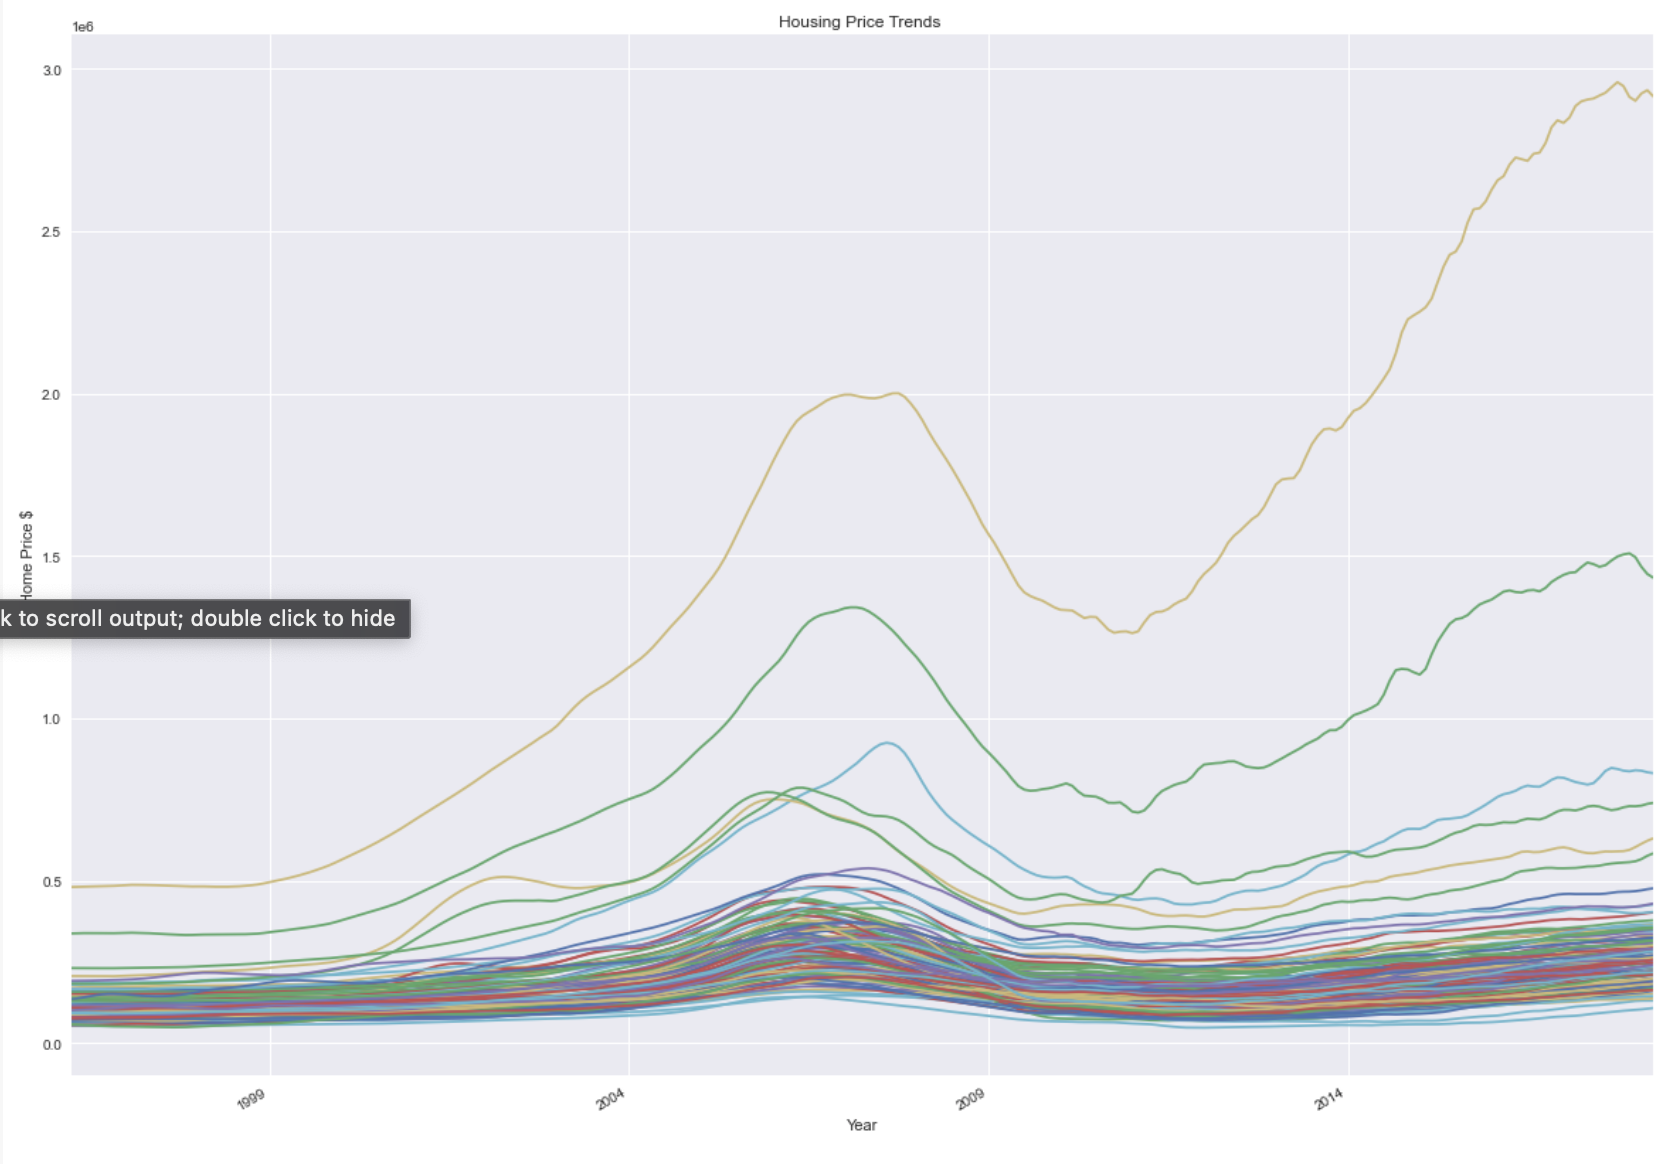 Housing Price Trends
1e6
3.0
2.5
2.0
1.5
1.0
0.5
0.0
Home Price $
k to scroll output; double click to hide
1999
2004
2009
2014
Year